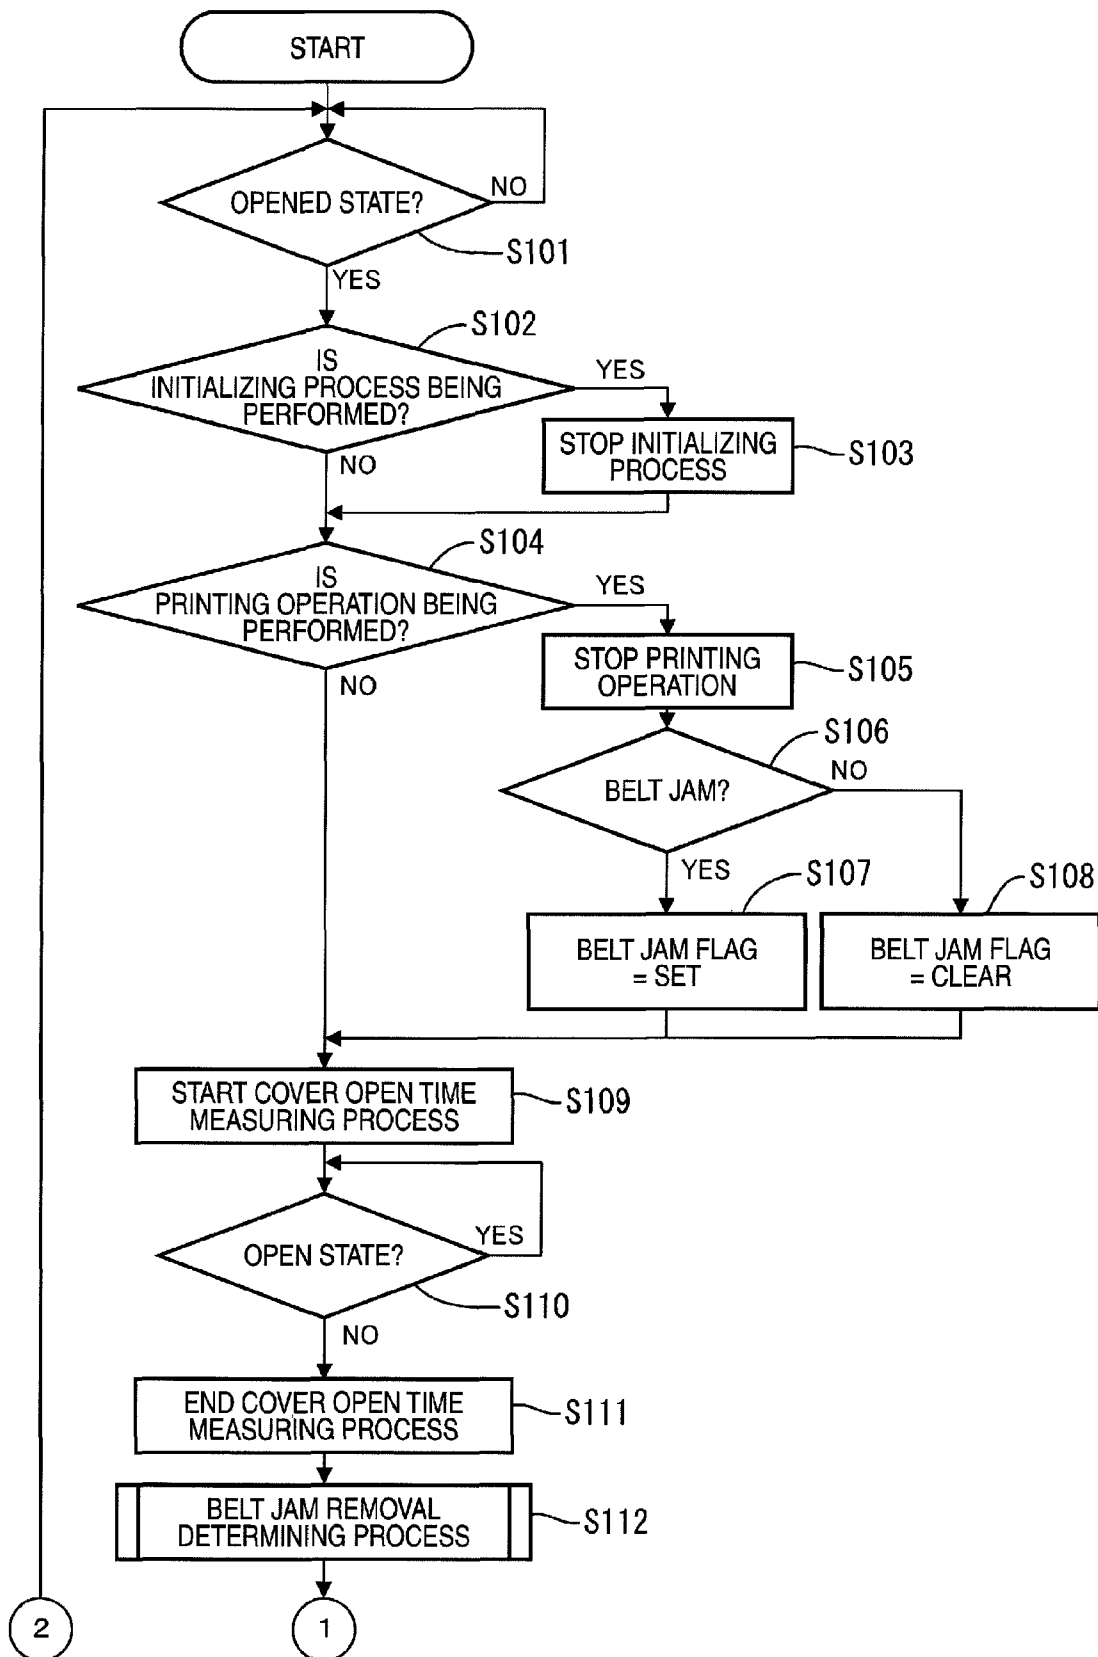 START
OPENED STATE?
NO
S101
YES
S102
IS
INITIALIZING PROCESS BEING
PERFORMED?
YES
STOP INITIALIZING
PROCESS
S103
NO
S104
IS
PRINTING OPERATION BEING
PERFORMED?
YES
STOP PRINTING
OPERATION
S105
NO
S106
BELT JAM?
NO
YES
S107
S108
BELT JAM FLAG
= SET
BELT JAM FLAG
= CLEAR
START COVER OPEN TIME
MEASURING PROCESS
S109
OPEN STATE?
YES
S110
NO
END COVER OPEN TIME
MEASURING PROCESS
S111
BELT JAM REMOVAL
DETERMINING PROCESS
S112
2
1